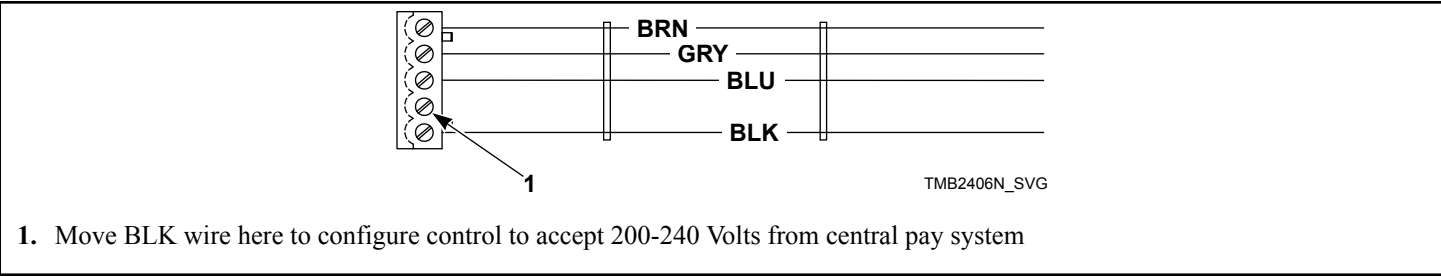 BRN
GRY
BLU
BLK
1
TMB2406N_SVG
1. Move BLK wire here to configure control to accept 200-240 Volts from central pay system